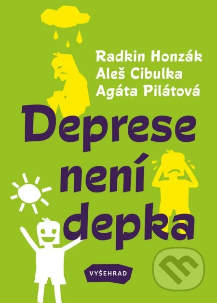 Radkin Honzák
Aleš Cibulka
Agáta Pilátová
Deprese
není
depka
VYŠEHRAD
m